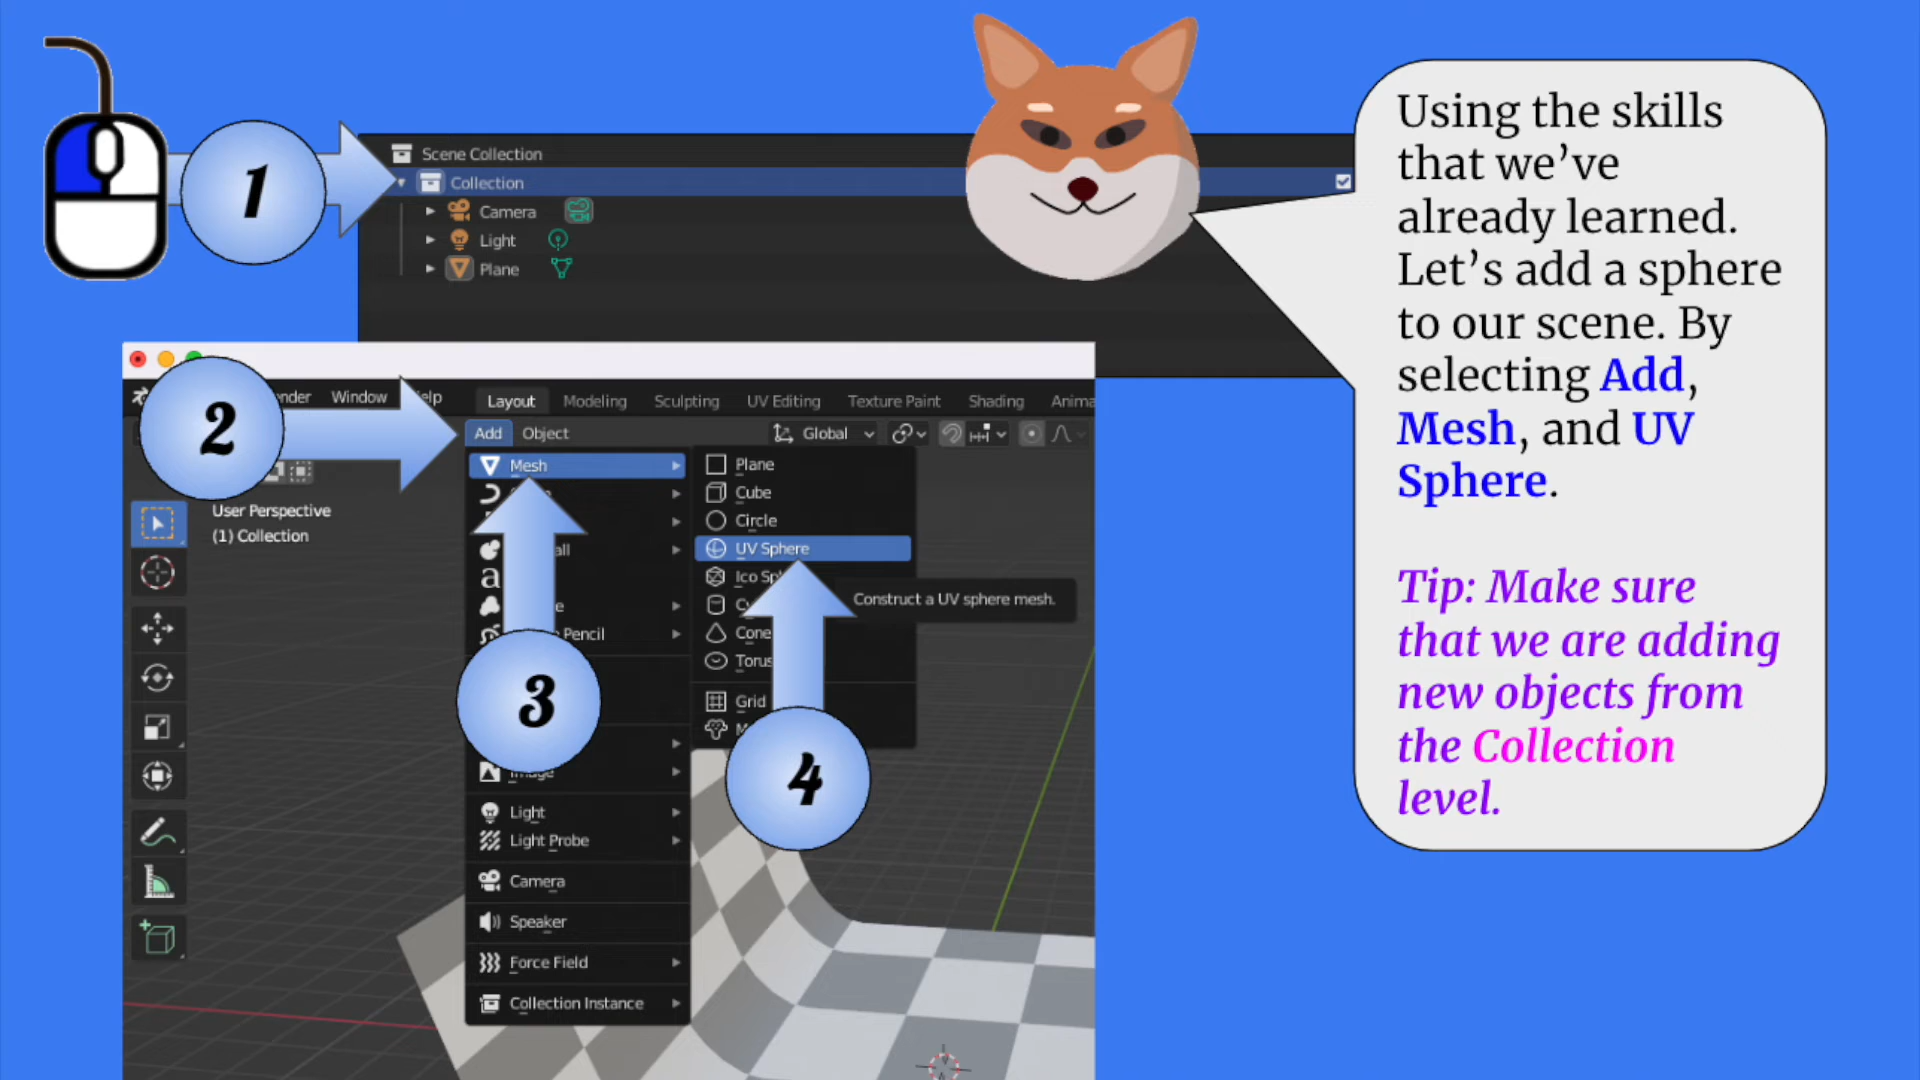 Using the skills
that we’ve
already learned.
Let’s add a sphere
to our scene. By
selecting Add,
Mesh, and UV
Sphere.
Tip: Make sure
that we are adding
new objects from
the Collection
level.
1
Scene Collection
Collection
Camera
Light
Plane
2
Window
Layout Modeling Sculpting UV Editing Texture Paint Shading
Add Object Global
User Perspective
(1) Collection
Mesh
Pencil
Image
Light
Light Probe
Camera
Speaker
Force Field
Collection Instance
3
Plane
Cube
Circle
UV Sphere
Ico
Construct a UV sphere mesh.
Cone
Torus
Grid
4